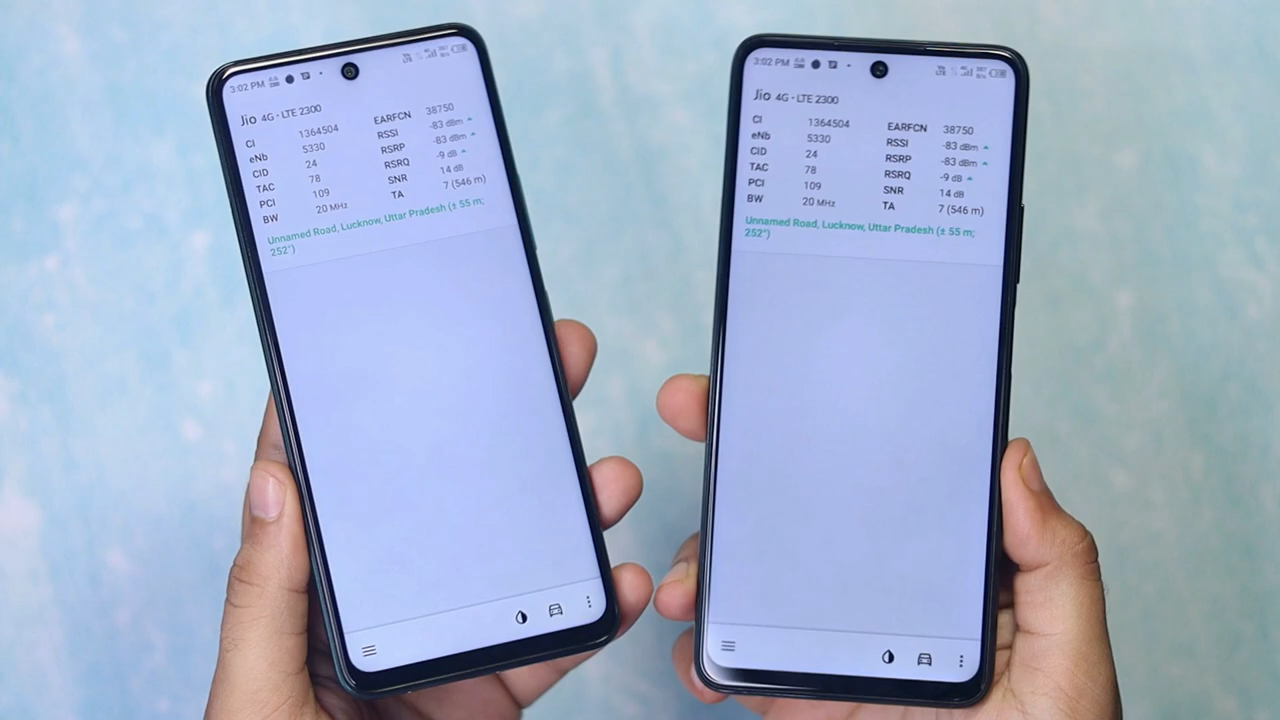 3:02 PM
Jio 4G - LTE 2300
CI 1364504 EARFCN 38750
eNb 5330 RSSI -83 dBm
CID 24 RSRP -83 dBm
TAC 78 RSRQ -9 dB
PCI 109 SNR 14 dB
BW 20 MHz TA 7 (546 m)
Unnamed Road, Lucknow, Uttar Pradesh (± 55 m;
252°)
3:02 PM
Jio 4G - LTE 2300
CI 1364504 EARFCN 38750
eNb 5330 RSSI -83 dBm
CID 24 RSRP -83 dBm
TAC 78 RSRQ -9 dB
PCI 109 SNR 14 dB
BW 20 MHz TA 7 (546 m)
Unnamed Road, Lucknow, Uttar Pradesh (± 55 m;
252°)